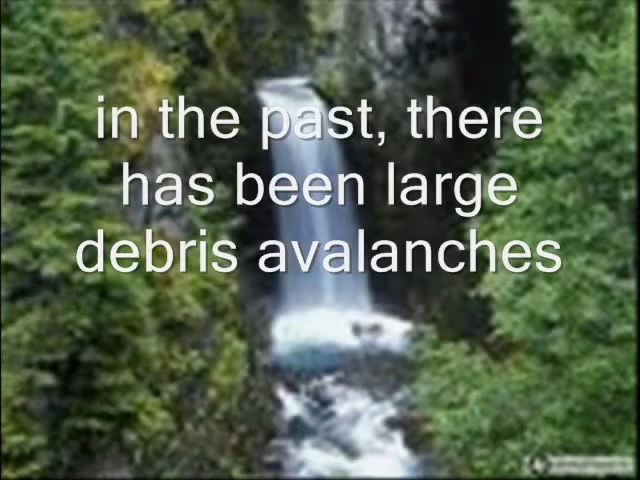 in the past, there
has been large
debris avalanches